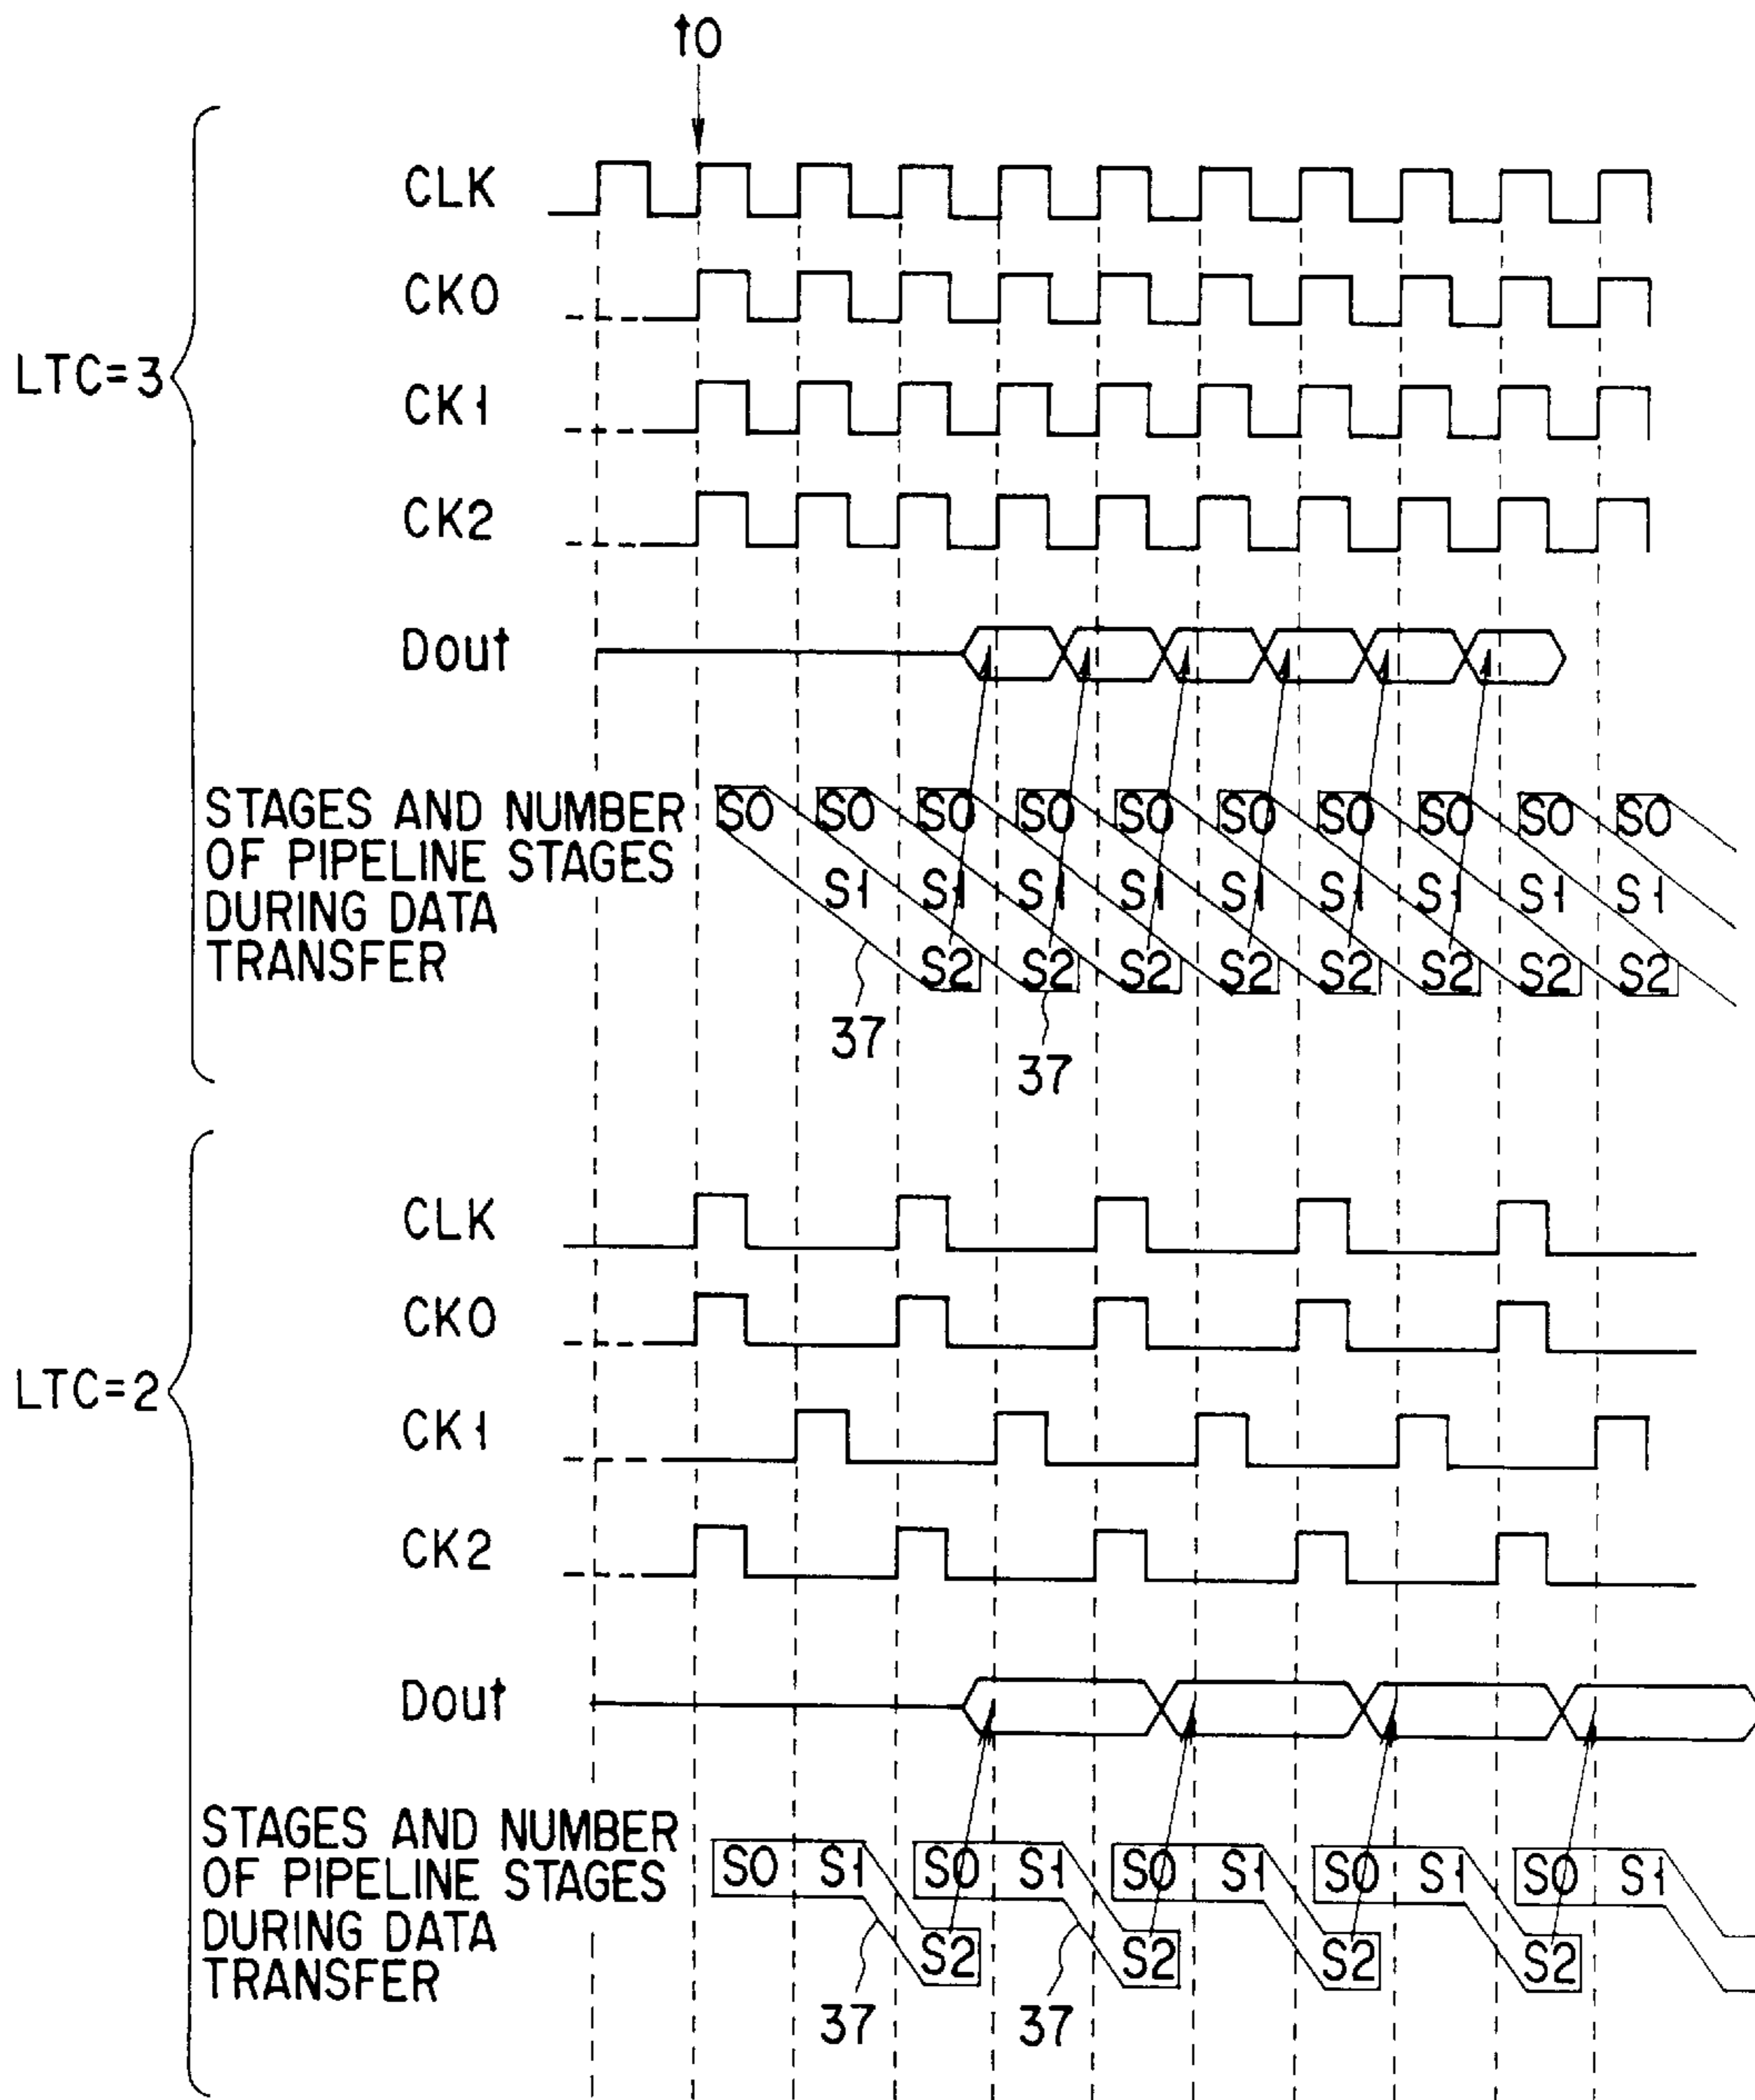 t0
LTC=3
CLK
CK0
CK1
CK2
Dout
STAGES AND NUMBER
OF PIPELINE STAGES
DURING DATA
TRANSFER
S0 S0 S0 S0 S0 S0 S0 S0 S0 S0
S1 S1 S1 S1 S1 S1 S1 S1 S1
S2 S2 S2 S2 S2 S2 S2 S2
37
37
LTC=2
CLK
CK0
CK1
CK2
Dout
STAGES AND NUMBER
OF PIPELINE STAGES
DURING DATA
TRANSFER
S0 S1 S0 S1 S0 S1 S0 S1 S0 S1
S2 S2 S2 S2
37
37